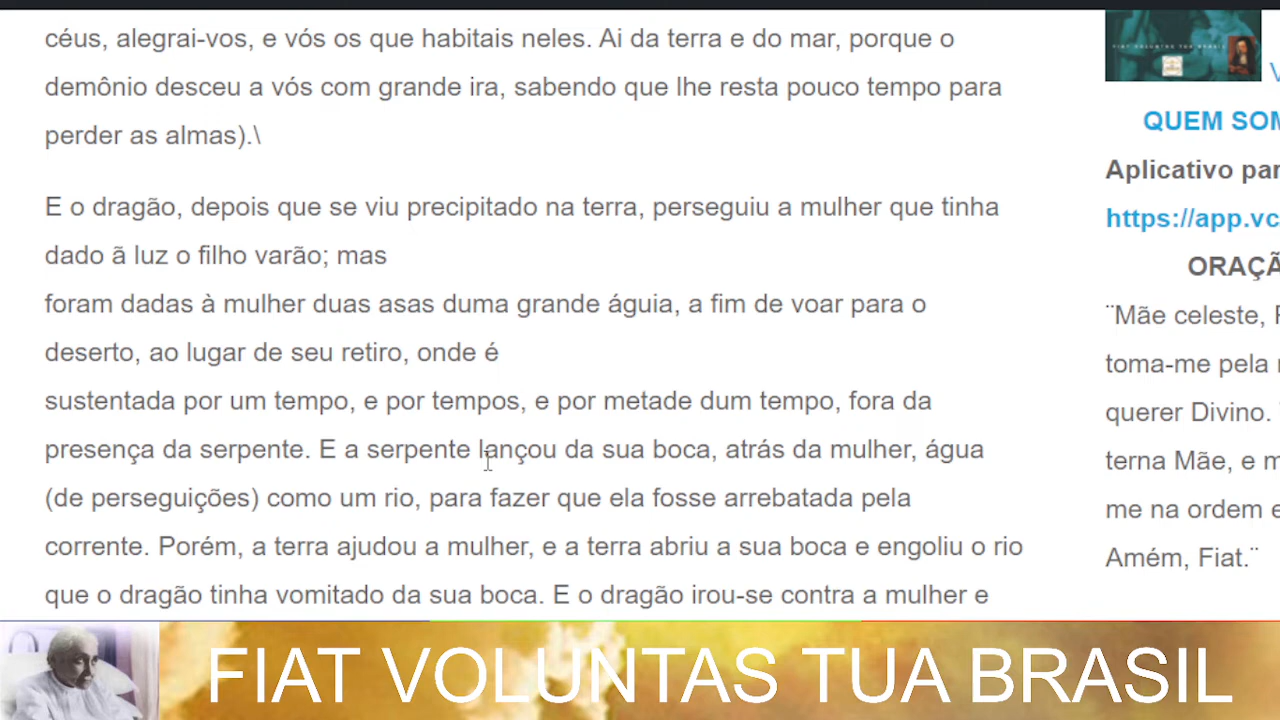 céus, alegrai-vos, e vós os que habitais neles. Ai da terra e do mar, porque o
demônio desceu a vós com grande ira, sabendo que lhe resta pouco tempo para
perder as almas).\
E o dragão, depois que se viu precipitado na terra, perseguiu a mulher que tinha
dado ã luz o filho varão; mas
foram dadas à mulher duas asas duma grande águia, a fim de voar para o
deserto, ao lugar de seu retiro, onde é
sustentada por um tempo, e por tempos, e por metade dum tempo, fora da
presença da serpente. E a serpente lançou da sua boca, atrás da mulher, água
(de perseguições) como um rio, para fazer que ela fosse arrebatada pela
corrente. Porém, a terra ajudou a mulher, e a terra abriu a sua boca e engoliu o rio
que o dragão tinha vomitado da sua boca. E o dragão irou-se contra a mulher e
FIAT VOLUNTAS TUA BRASIL
V
QUEM SOM
Aplicativo par
https://app.vc
ORAÇÃ
¨Mãe celeste, R
toma-me pela
querer Divino.
terna Mãe, e
me na ordem e
Amém, Fiat.¨
FIAT VOLUNTAS TUA BRASIL